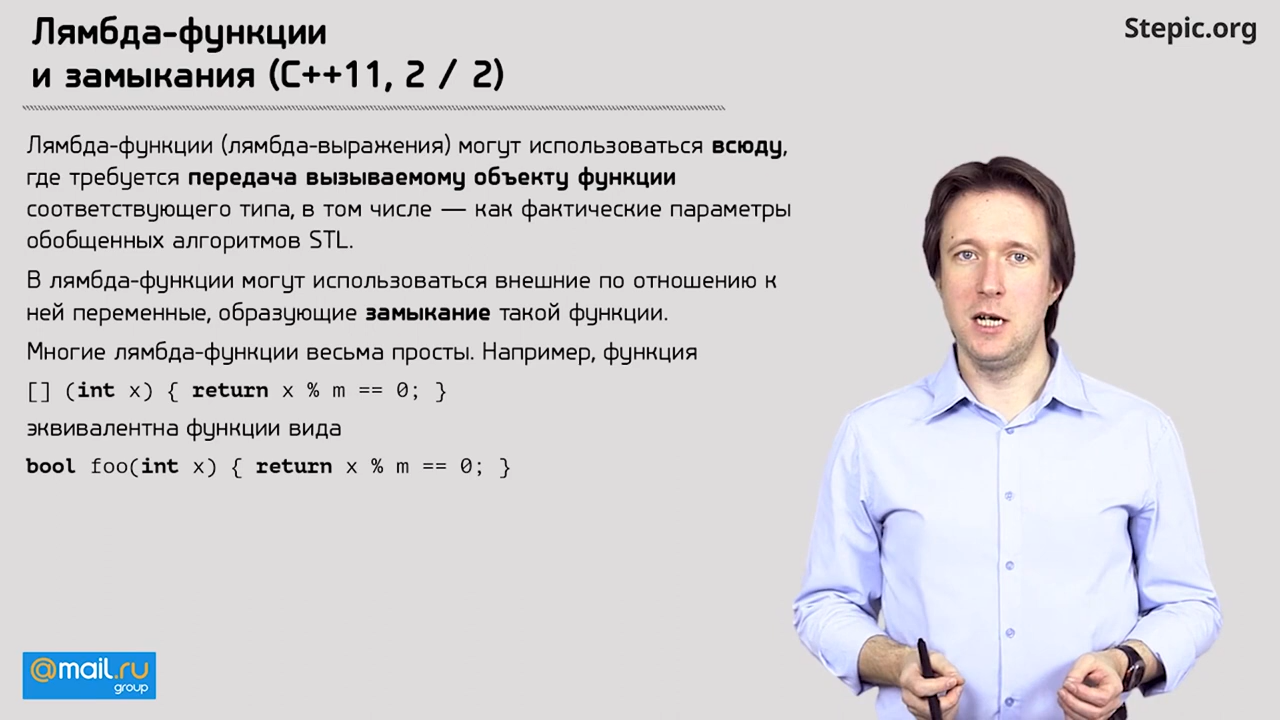 Лямбда-функции
и замыкания (C++11, 2 / 2)
Stepic.org
Лямбда-функции (лямбда-выражения) могут использоваться всюду,
где требуется передача вызываемому объекту функции
соответствующего типа, в том числе — как фактические параметры
обобщенных алгоритмов STL.
В лямбда-функции могут использоваться внешние по отношению к
ней переменные, образующие замыкание такой функции.
Многие лямбда-функции весьма просты. Например, функция
[] (int x) { return x % m == 0; }
эквивалентна функции вида
bool foo(int x) { return x % m == 0; }
@mail.ru
group